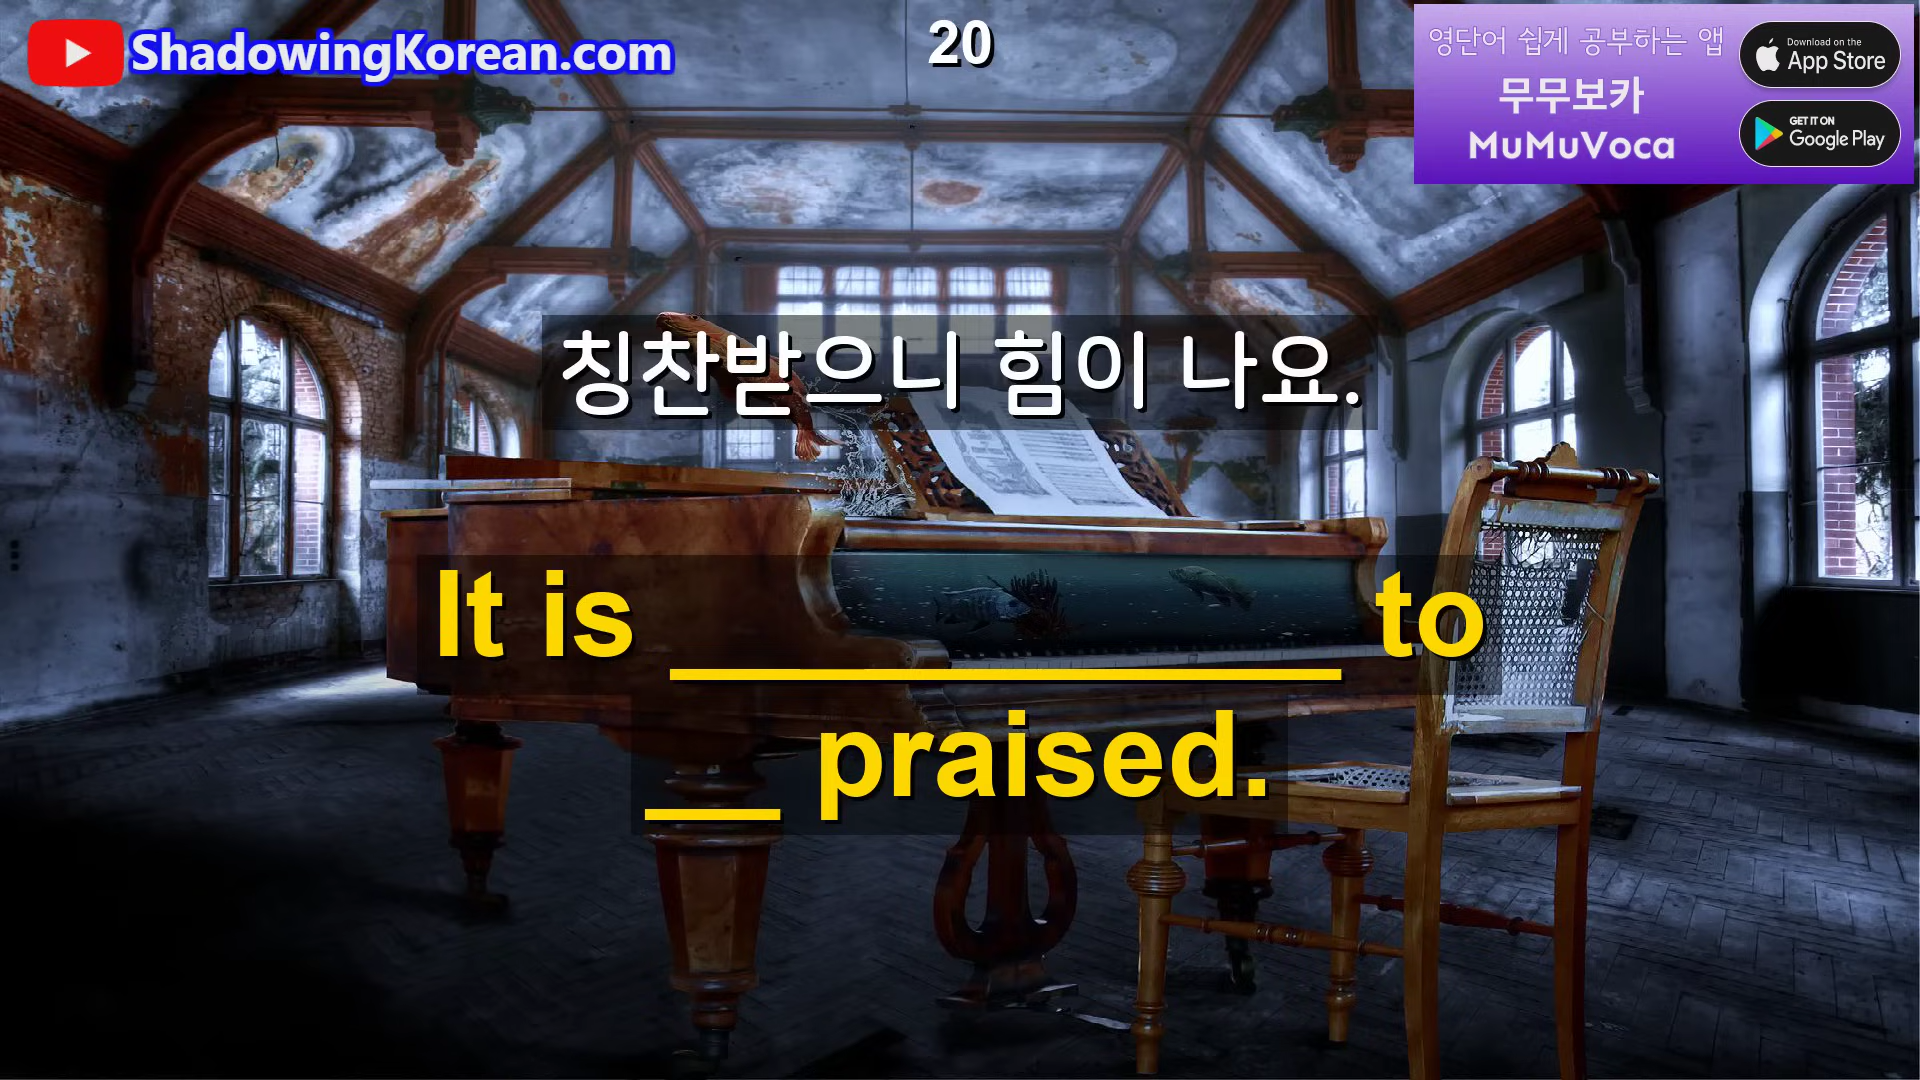 ShadowingKorean.com
20
영단어 쉽게 공부하는 앱
무무보카
MuMuVoca
Download on the
App Store
GET IT ON
Google Play
칭찬받으니 힘이 나요.
It is __________ to
__ praised.